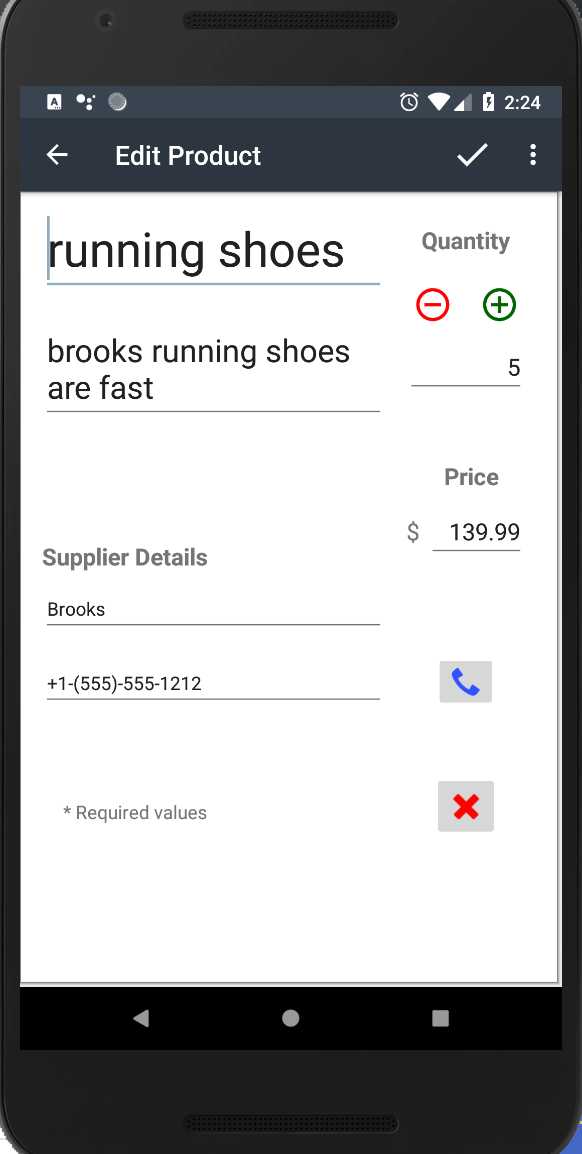 A
2:24
Edit Product
running shoes
Quantity
brooks running shoes
are fast
5
Price
$ 139.99
Supplier Details
Brooks
+1-(555)-555-1212
* Required values